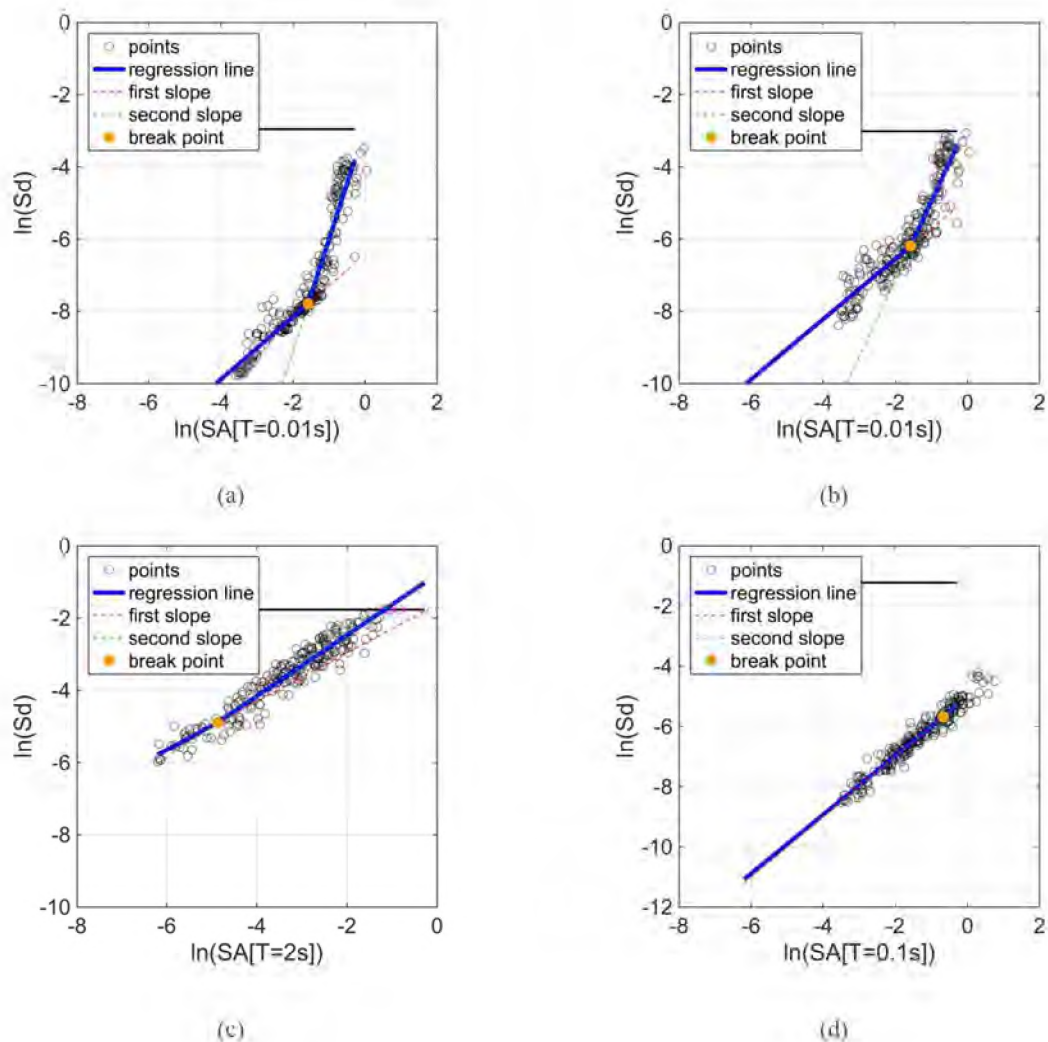 0
-2
-4
-6
-8
-10
points
regression line
first slope
second slope
break point
ln(Sd)
-8 -6 -4 -2 0 2
ln(SA[T=0.01s])
(a)
0
-2
-4
-6
-8
-10
points
regression line
first slope
second slope
break point
ln(Sd)
-8 -6 -4 -2 0 2
ln(SA[T=0.01s])
(b)
0
-2
-4
-6
-8
-10
points
regression line
first slope
second slope
break point
ln(Sd)
-8 -6 -4 -2 0
ln(SA[T=2s])
(c)
0
-2
-4
-6
-8
-10
-12
points
regression line
first slope
second slope
break point
ln(Sd)
-8 -6 -4 -2 0 2
ln(SA[T=0.1s])
(d)